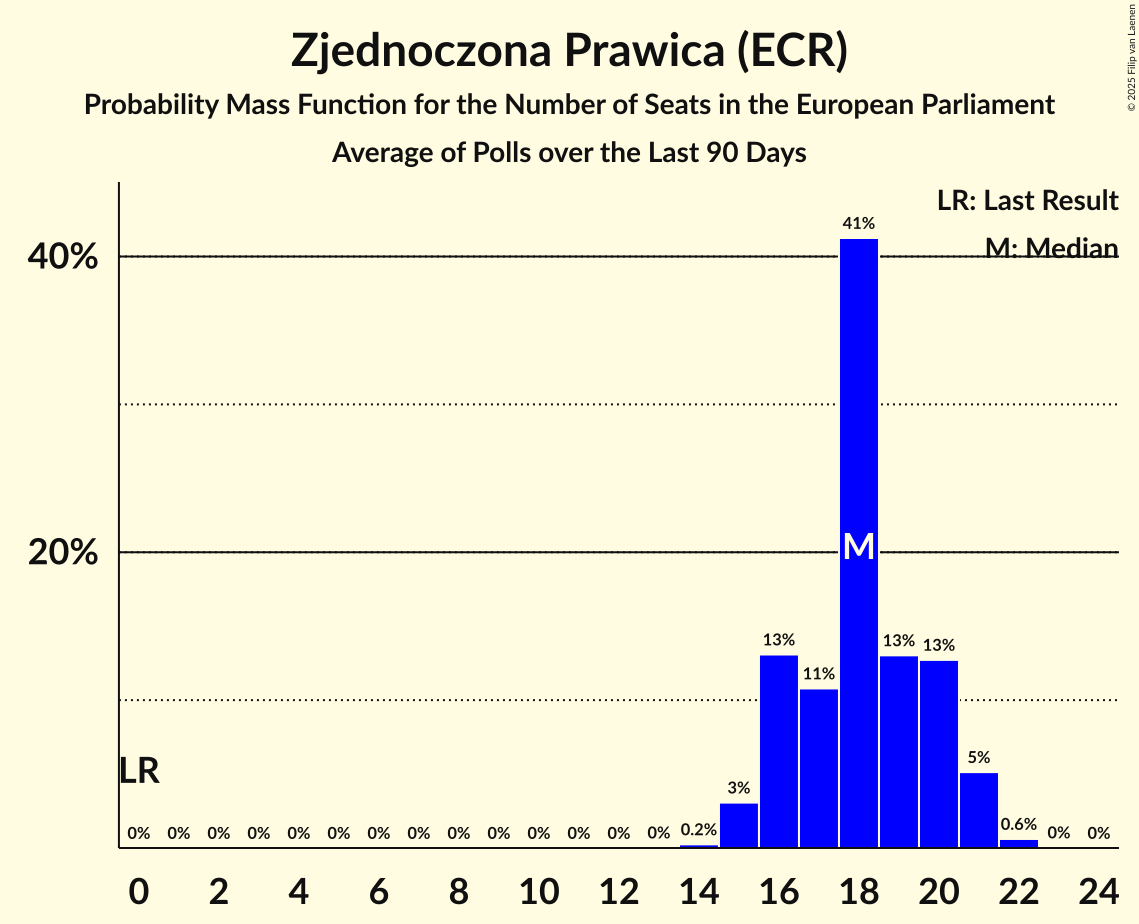 Zjednoczona Prawica (ECR)
Probability Mass Function for the Number of Seats in the European Parliament
Average of Polls over the Last 90 Days
© 2025 Filip van Laenen
LR: Last Result
M: Median
40%
20%
41%
M
13%
11%
13%
13%
LR
3%
5%
0% 0% 0% 0% 0% 0% 0% 0% 0% 0% 0% 0% 0% 0% 0.2% 0.6% 0% 0%
0 2 4 6 8 10 12 14 16 18 20 22 24